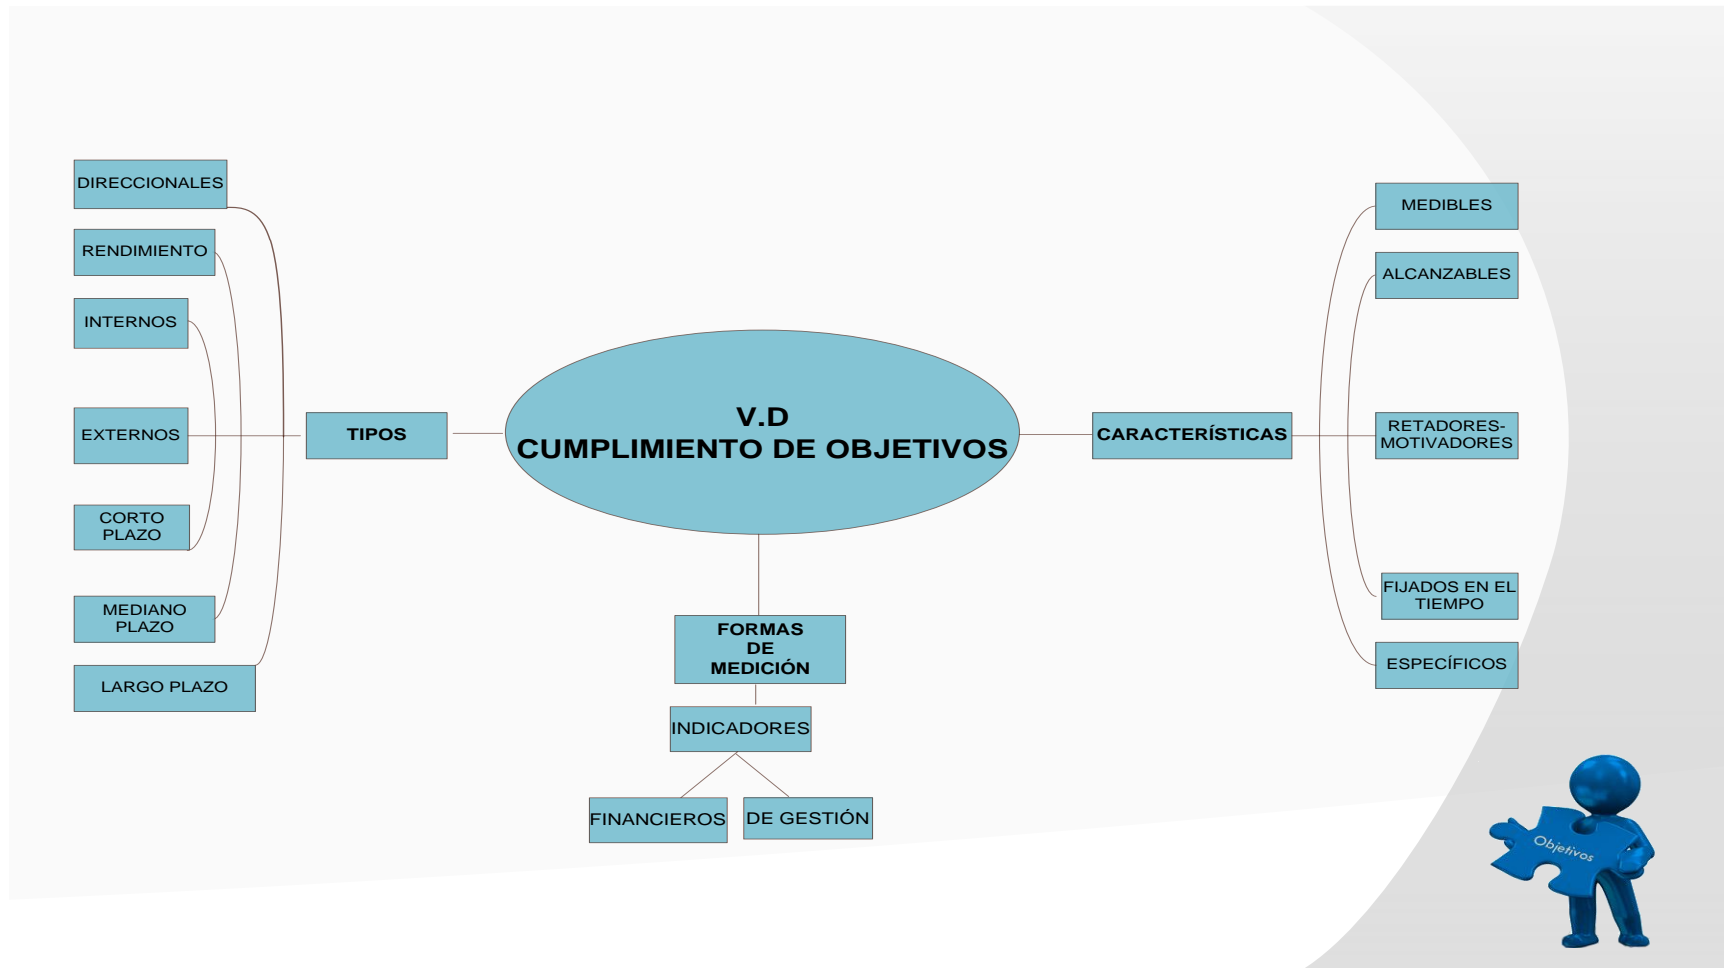 DIRECCIONALES
RENDIMIENTO
INTERNOS
EXTERNOS
CORTO
PLAZO
MEDIANO
PLAZO
LARGO PLAZO
TIPOS
V.D
CUMPLIMIENTO DE OBJETIVOS
FORMAS
DE
MEDICIÓN
INDICADORES
FINANCIEROS
DE GESTIÓN
CARACTERÍSTICAS
MEDIBLES
ALCANZABLES
RETADORES-
MOTIVADORES
FIJADOS EN EL
TIEMPO
ESPECÍFICOS
Objetivos